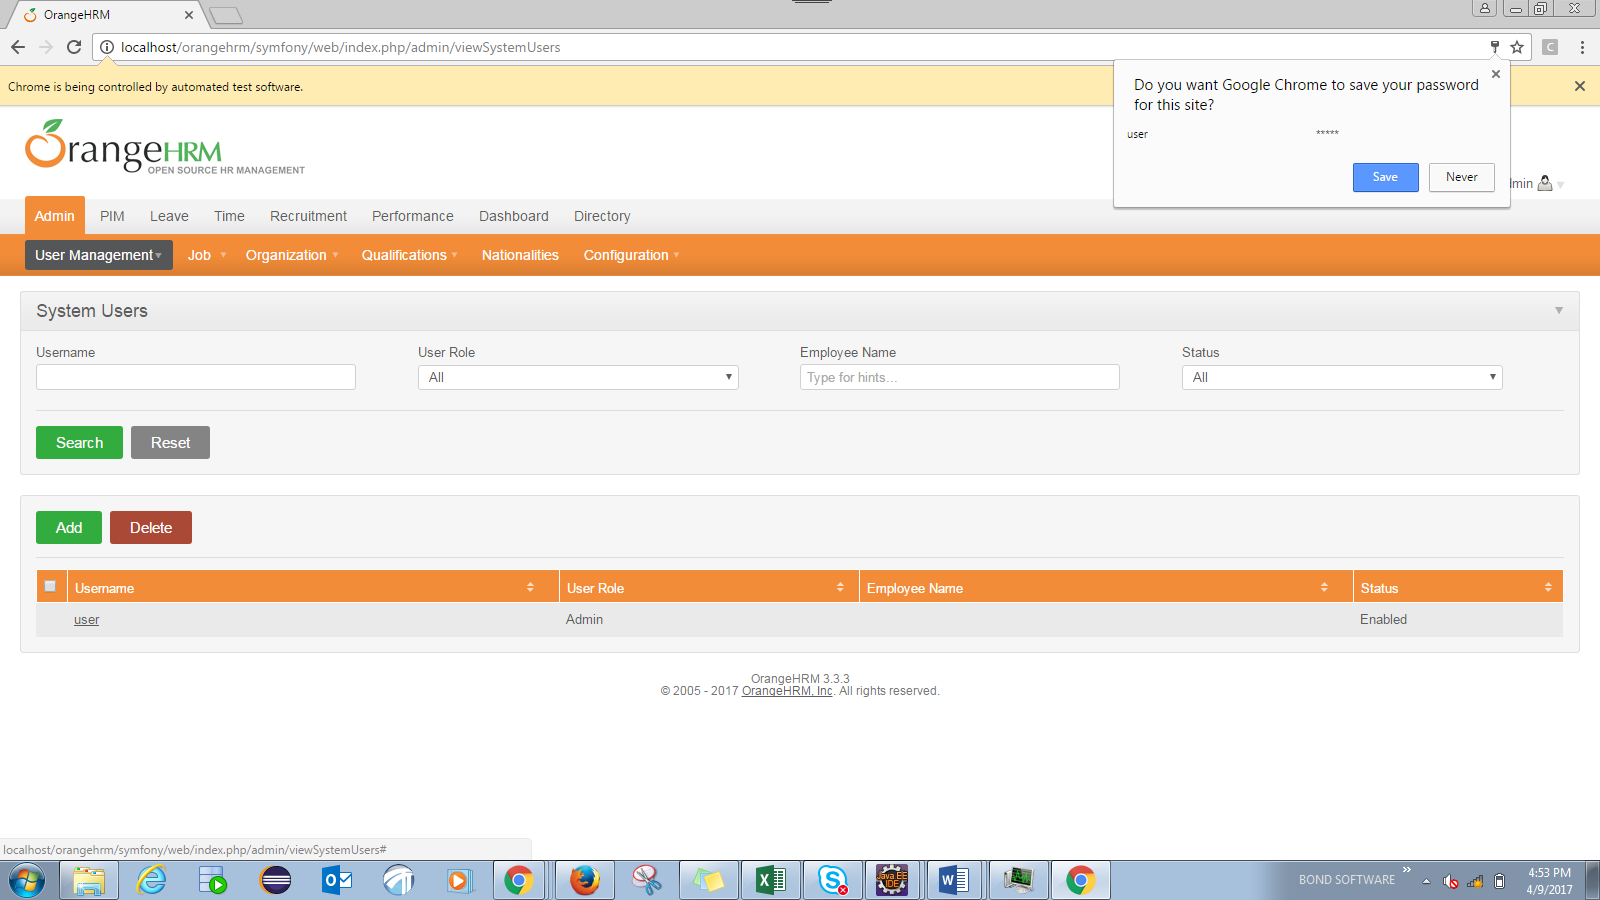 OrangeHRM
localhost/orangehrm/symfony/web/index.php/admin/viewSystemUsers
C
Chrome is being controlled by automated test software.
Do you want Google Chrome to save your password
for this site?
user *****
Save Never
OrangeHRM
OPEN SOURCE HR MANAGEMENT
min
Admin PIM Leave Time Recruitment Performance Dashboard Directory
User Management Job Organization Qualifications Nationalities Configuration
System Users
Username User Role Employee Name Status
All Type for hints... All
Search Reset
Add Delete
Username User Role Employee Name Status
user Admin Enabled
OrangeHRM 3.3.3
© 2005 - 2017 OrangeHRM, Inc. All rights reserved.
localhost/orangehrm/symfony/web/index.php/admin/viewSystemUsers#
Java EE
IDE
BOND SOFTWARE
4:53 PM
4/9/2017